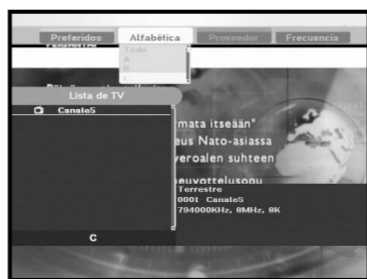 Preferidos Alfabética Proveedor Frecuencia
Todo
A
B
C
Lista de TV
Canale5
mata itseään"
eus Nato-asiassa
veroalen suhteen
neuvottelusopu
Terrestre
0001 Canale5
794000KHz, 8MHz, 8K
C